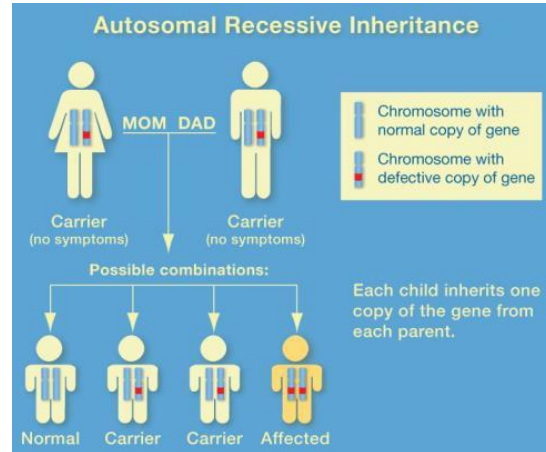 Autosomal Recessive Inheritance
MOM DAD
Chromosome with
normal copy of gene
Chromosome with
defective copy of gene
Carrier
(no symptoms)
Carrier
(no symptoms)
Possible combinations:
Each child inherits one
copy of the gene from
each parent.
Normal
Carrier
Carrier
Affected